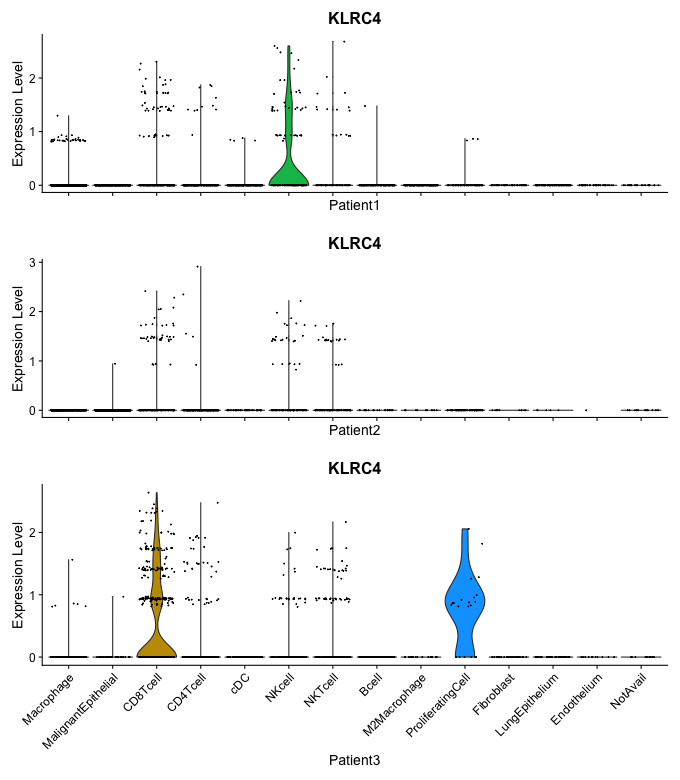 KLRC4
Expression Level
2
1
0
Patient1
KLRC4
Expression Level
3
2
1
0
Patient2
KLRC4
Expression Level
2
1
0
Macrophage
MalignantEpithelial
CD8Tcell
CD4Tcell
cDC
NKcell
NKTcell
Bcell
M2Macrophage
ProliferatingCell
Fibroblast
LungEpithelium
Endothelium
NotAvail
Patient3